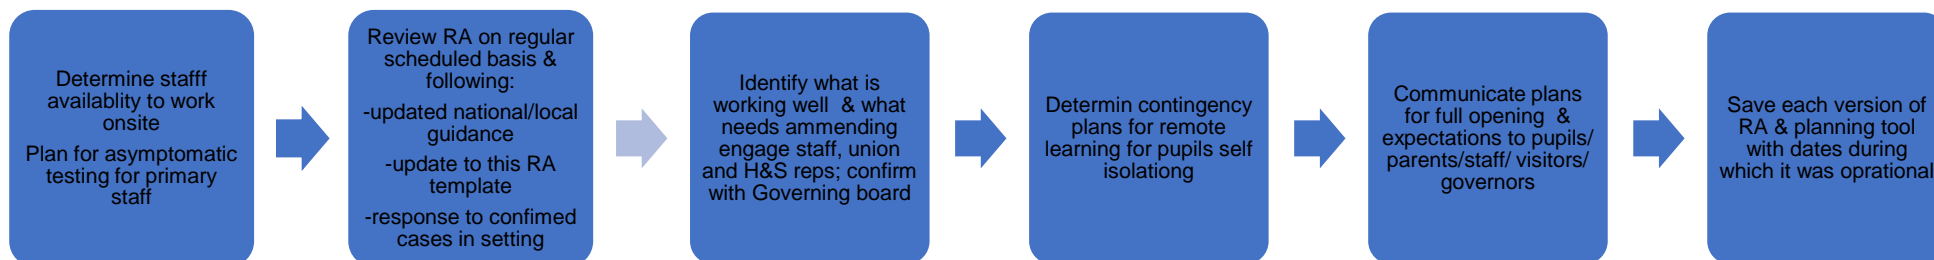 Determine stafff
availablity to work
onsite
Plan for asymptomatic
testing for primary
staff
Review RA on regular
scheduled basis &
following:
-updated national/local
guidance
-update to this RA
template
-response to confimed
cases in setting
Identify what is
working well & what
needs ammending
engage staff, union
and H&S reps; confirm
with Governing board
Determin contingency
plans for remote
learning for pupils self
isolationg
Communicate plans
for full opening &
expectations to pupils/
parents/staff/ visitors/
governors
Save each version of
RA & planning tool
with dates during
which it was oprational